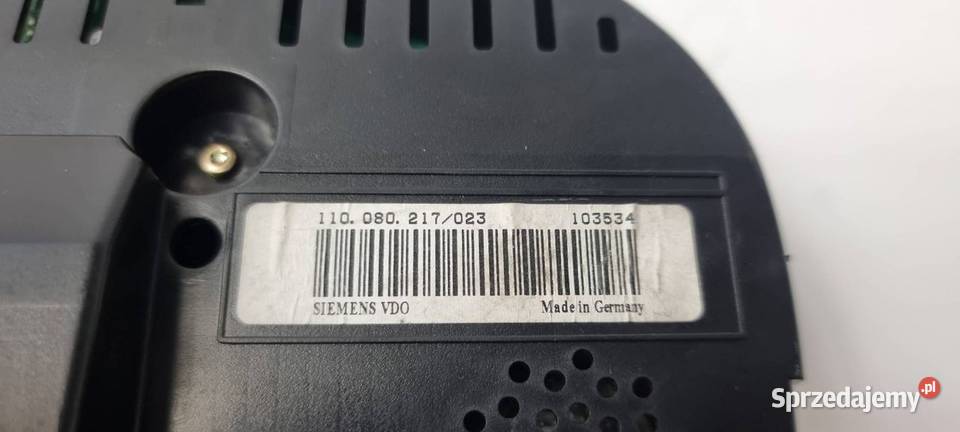 110. 080. 217/023 103534
SIEMENS VDO Made in Germany
Sprzedajemy .pl